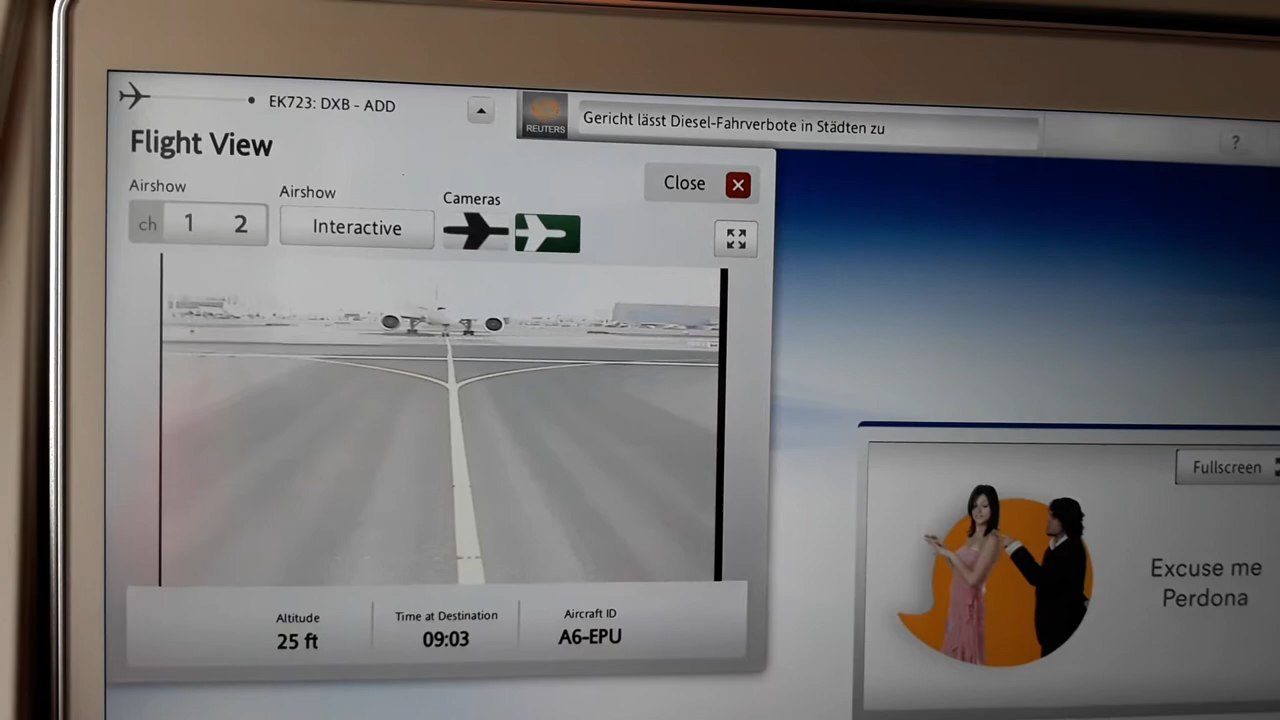 EK723: DXB - ADD
REUTERS
Gericht lässt Diesel-Fahrverbote in Städten zu
?
Flight View
Close
Airshow
Airshow
Cameras
ch 1 2
Interactive
Altitude
25 ft
Time at Destination
09:03
Aircraft ID
A6-EPU
Fullscreen
Excuse me
Perdona